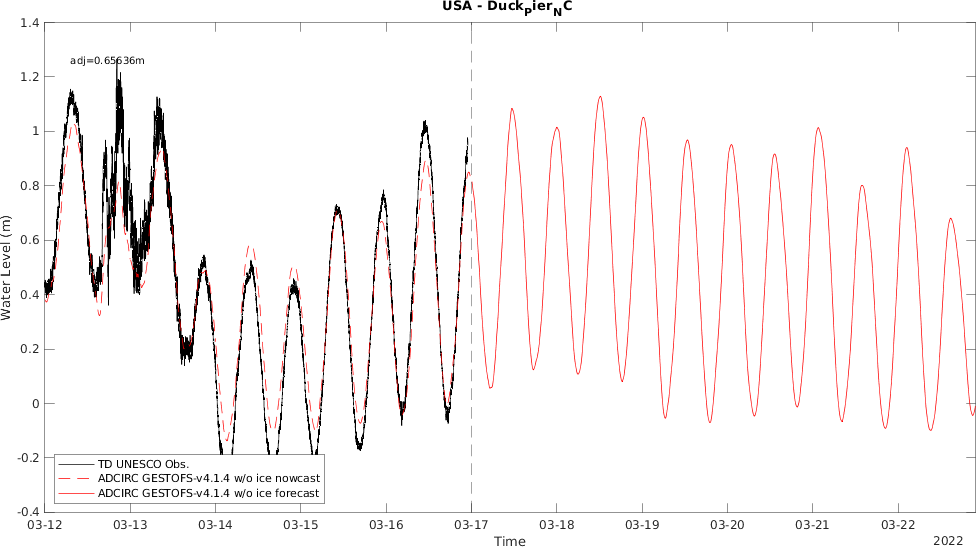 USA - Duck_Pier_NC
1.4
adj=0.65636m
1.2
1
0.8
0.6
0.4
0.2
0
-0.2
-0.4
Water Level (m)
TD UNESCO Obs.
ADCIRC GESTOFS-v4.1.4 w/o ice nowcast
ADCIRC GESTOFS-v4.1.4 w/o ice forecast
03-12 03-13 03-14 03-15 03-16 03-17 03-18 03-19 03-20 03-21 03-22
Time
2022